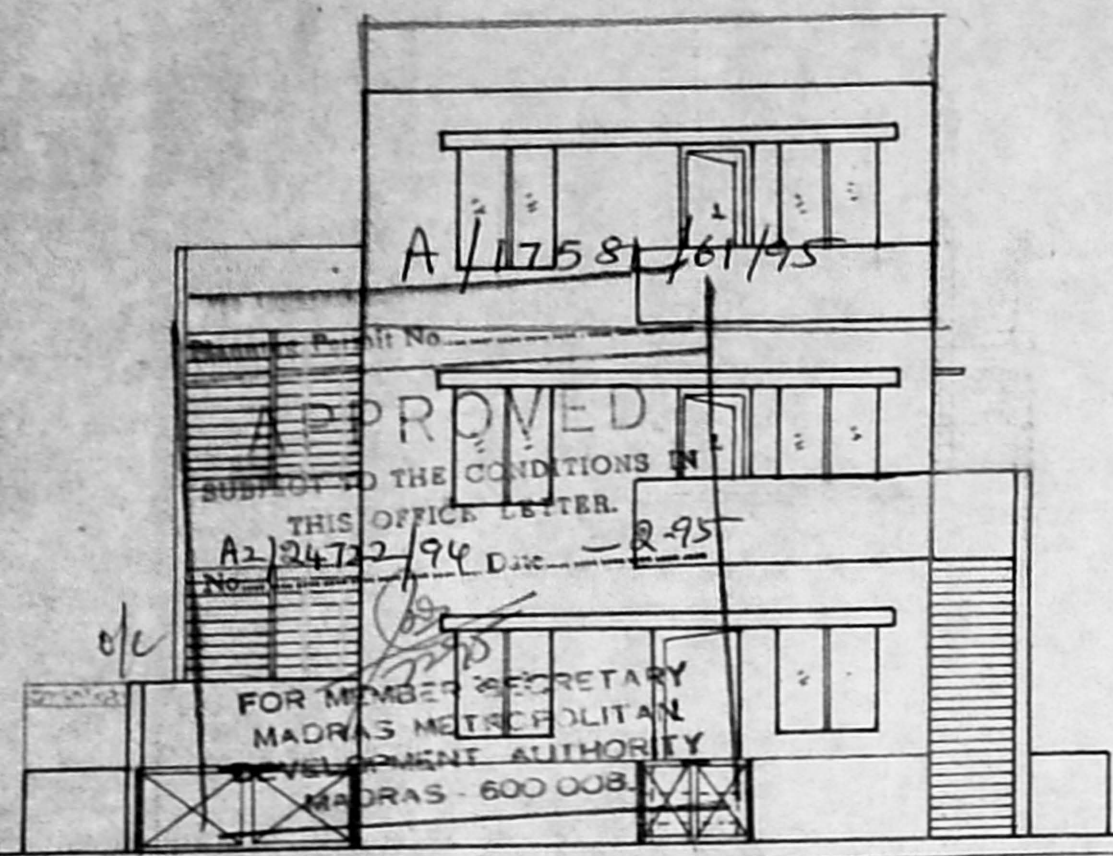 A/1758/61/95
Planning Permit No.
APPROVED
SUBJECT TO THE CONDITIONS IN
THIS OFFICE LETTER.
No. A2/24722/94 Date -2-95
o/c
FOR MEMBER SECRETARY
MADRAS METROPOLITAN
DEVELOPMENT AUTHORITY
MADRAS - 600 008.